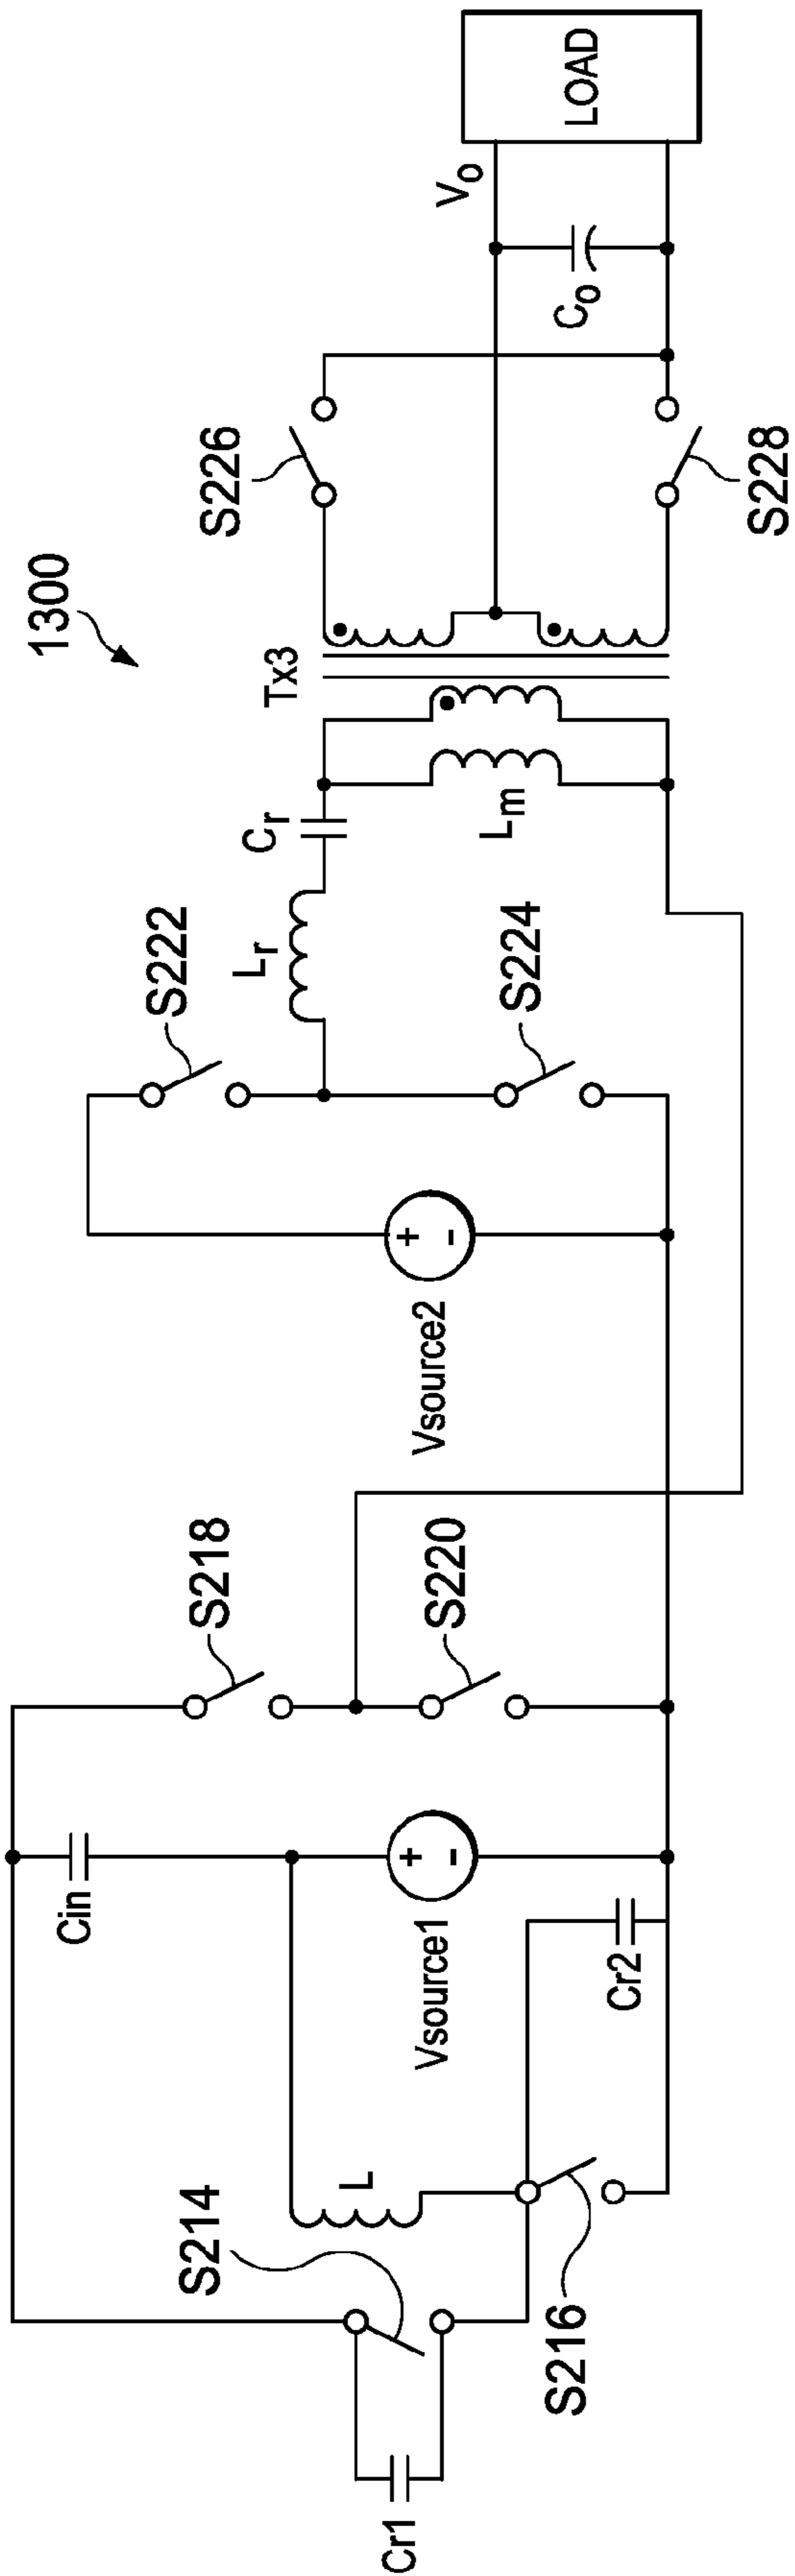 1300
LOAD
Vo
Co
S226
S228
Tx3
Cr
Lm
Lr
S222
S224
+
-
Vsource2
S218
S220
Cin
+
-
Vsource1
Cr2
L
S214
S216
Cr1